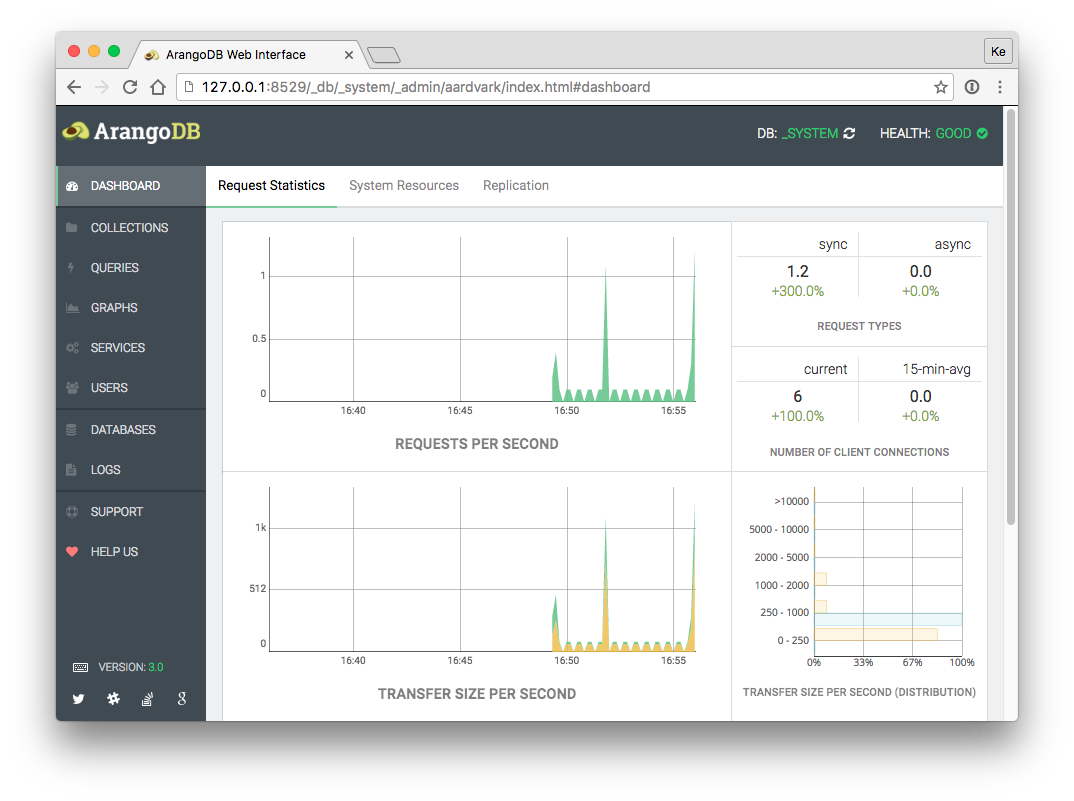 ArangoDB Web Interface
Ke
127.0.0.1:8529/_db/_system/_admin/aardvark/index.html#dashboard
ArangoDB
DB: _SYSTEM
HEALTH: GOOD
DASHBOARD
COLLECTIONS
QUERIES
GRAPHS
SERVICES
USERS
DATABASES
LOGS
SUPPORT
HELP US
VERSION: 3.0
Request Statistics
System Resources
Replication
1
0.5
0
16:40 16:45 16:50 16:55
REQUESTS PER SECOND
sync async
1.2 0.0
+300.0% +0.0%
REQUEST TYPES
current 15-min-avg
6 0.0
+100.0% +0.0%
NUMBER OF CLIENT CONNECTIONS
1k
512
0
16:40 16:45 16:50 16:55
TRANSFER SIZE PER SECOND
>10000
5000 - 10000
2000 - 5000
1000 - 2000
250 - 1000
0 - 250
0% 33% 67% 100%
TRANSFER SIZE PER SECOND (DISTRIBUTION)